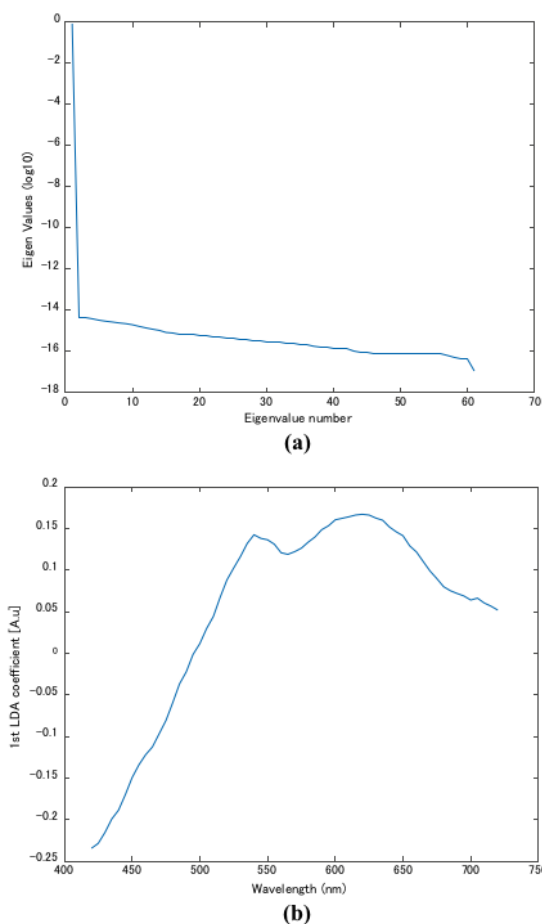 0
-2
-4
-6
-8
-10
-12
-14
-16
-18
Eigen Values (log10)
0 10 20 30 40 50 60 70
Eigenvalue number
(a)
0.2
0.15
0.1
0.05
0
-0.05
-0.1
-0.15
-0.2
-0.25
1st LDA coefficient [A.u]
400 450 500 550 600 650 700 750
Wavelength (nm)
(b)